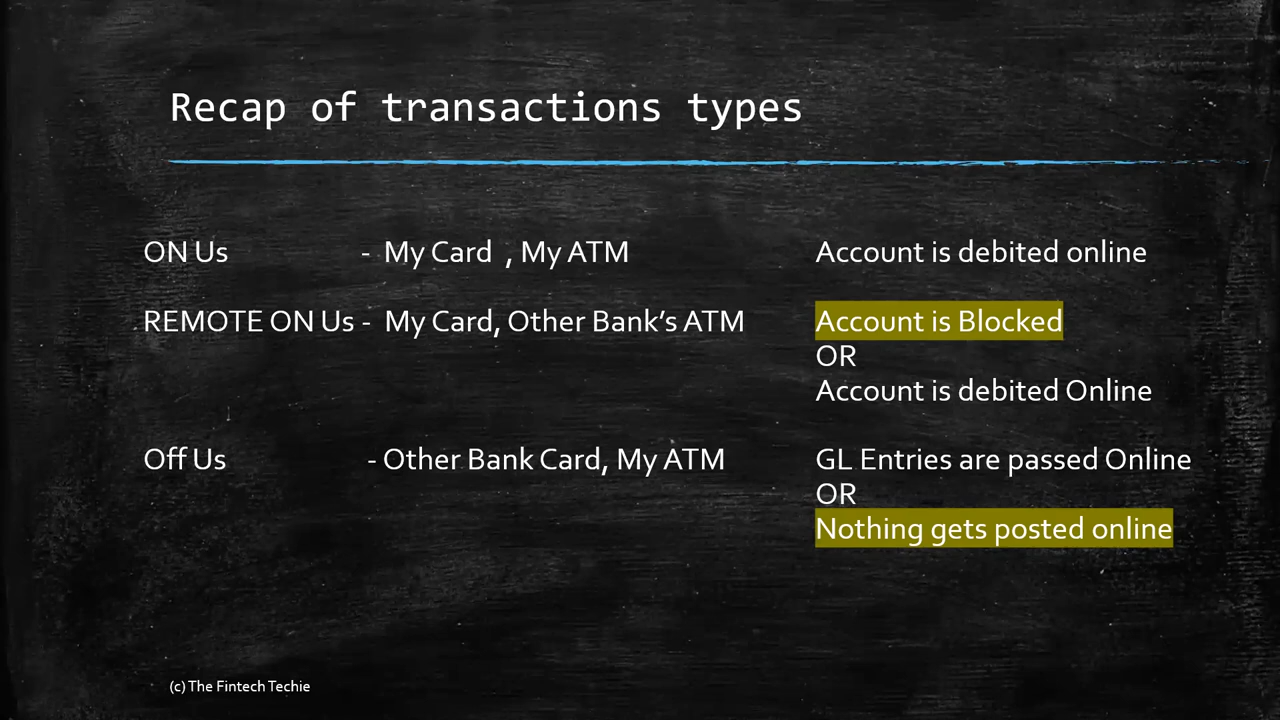 Recap of transactions types
ON Us - My Card , My ATM Account is debited online
REMOTE ON Us - My Card, Other Bank’s ATM Account is Blocked
OR
Account is debited Online
Off Us - Other Bank Card, My ATM GL Entries are passed Online
OR
Nothing gets posted online
(c) The Fintech Techie